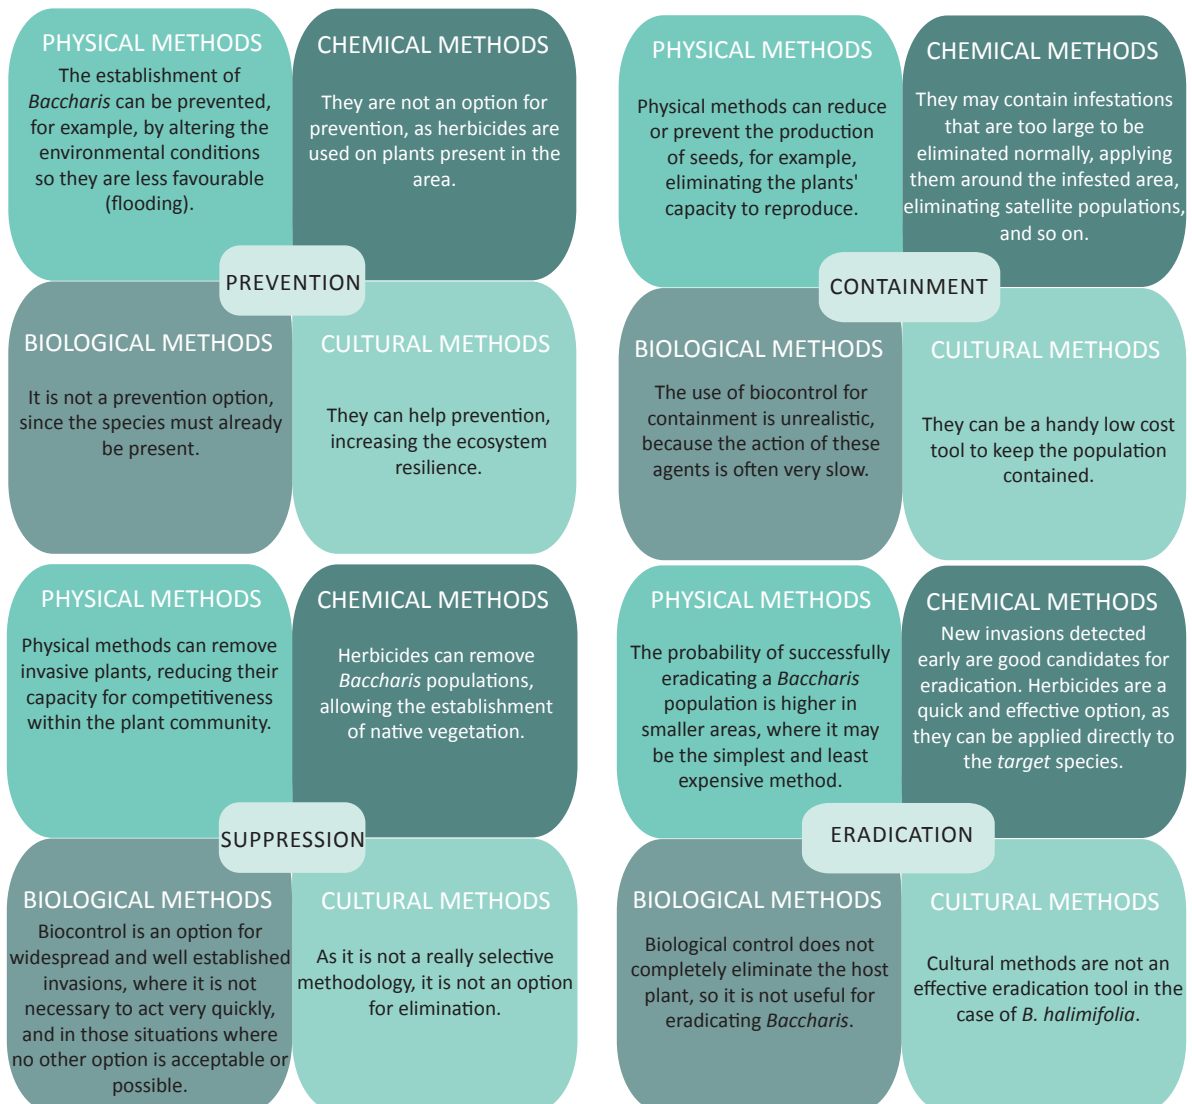 PHYSICAL METHODS
The establishment of
Baccharis can be prevented,
for example, by altering the
environmental conditions
so they are less favourable
(flooding).
CHEMICAL METHODS
They are not an option for
prevention, as herbicides are
used on plants present in the
area.
PREVENTION
BIOLOGICAL METHODS
It is not a prevention option,
since the species must already
be present.
CULTURAL METHODS
They can help prevention,
increasing the ecosystem
resilience.
PHYSICAL METHODS
Physical methods can reduce
or prevent the production
of seeds, for example,
eliminating the plants'
capacity to reproduce.
CHEMICAL METHODS
They may contain infestations
that are too large to be
eliminated normally, applying
them around the infested area,
eliminating satellite populations,
and so on.
CONTAINMENT
BIOLOGICAL METHODS
The use of biocontrol for
containment is unrealistic,
because the action of these
agents is often very slow.
CULTURAL METHODS
They can be a handy low cost
tool to keep the population
contained.
PHYSICAL METHODS
Physical methods can remove
invasive plants, reducing their
capacity for competitiveness
within the plant community.
CHEMICAL METHODS
Herbicides can remove
Baccharis populations,
allowing the establishment
of native vegetation.
SUPPRESSION
BIOLOGICAL METHODS
Biocontrol is an option for
widespread and well established
invasions, where it is not
necessary to act very quickly,
and in those situations where
no other option is acceptable or
possible.
CULTURAL METHODS
As it is not a really selective
methodology, it is not an option
for elimination.
PHYSICAL METHODS
The probability of successfully
eradicating a Baccharis
population is higher in
smaller areas, where it may
be the simplest and least
expensive method.
CHEMICAL METHODS
New invasions detected
early are good candidates for
eradication. Herbicides are a
quick and effective option, as
they can be applied directly to
the target species.
ERADICATION
BIOLOGICAL METHODS
Biological control does not
completely eliminate the host
plant, so it is not useful for
eradicating Baccharis.
CULTURAL METHODS
Cultural methods are not an
effective eradication tool in the
case of B. halimifolia.